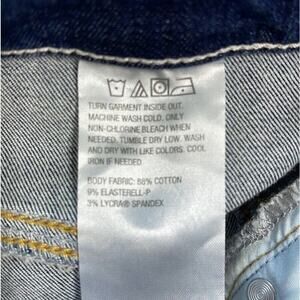 TURN GARMENT INSIDE OUT.
MACHINE WASH COLD. ONLY
NON-CHLORINE BLEACH WHEN
NEEDED. TUMBLE DRY LOW. WASH
AND DRY WITH LIKE COLORS. COOL
IRON IF NEEDED.
BODY FABRIC: 88% COTTON
9% ELASTERELL-P
3% LYCRA® SPANDEX